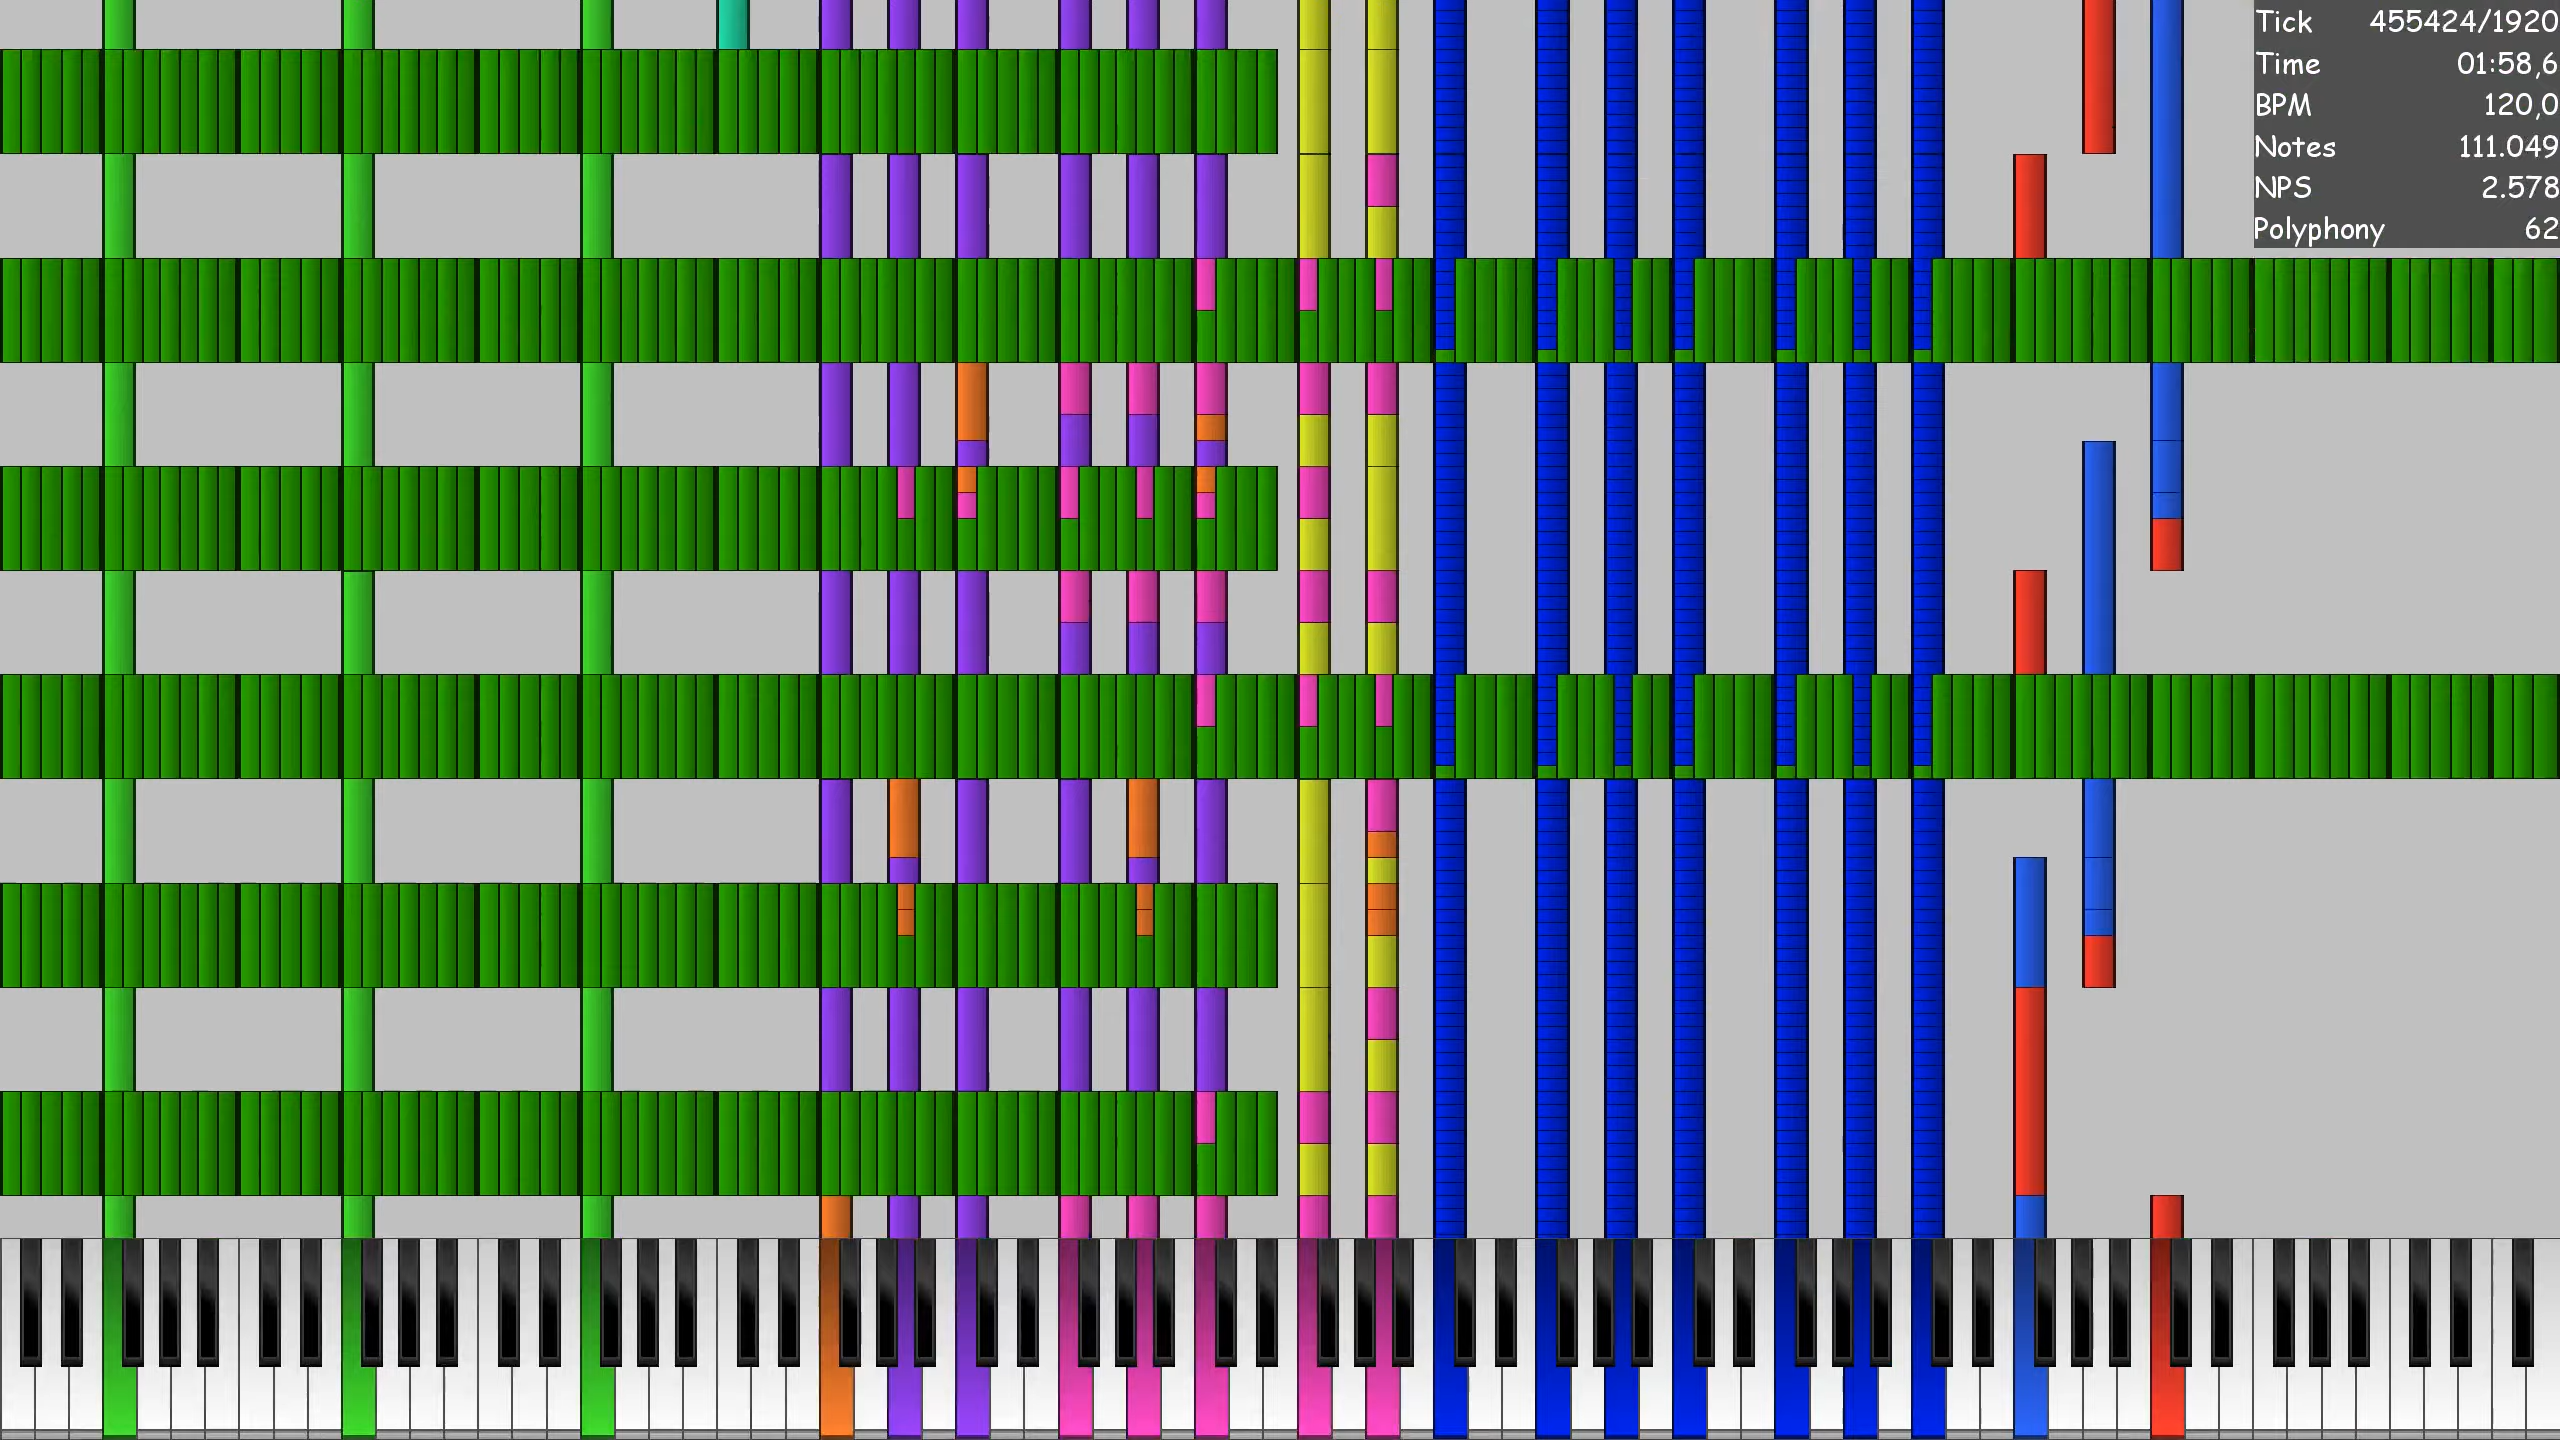 Tick 455424/1920
Time 01:58,6
BPM 120,0
Notes 111.049
NPS 2.578
Polyphony 62